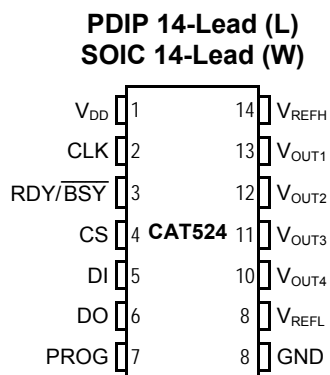 PDIP 14-Lead (L)
SOIC 14-Lead (W)
VDD 1 14 VREFH
CLK 2 13 VOUT1
RDY/BSY 3 12 VOUT2
CS 4 CAT524 11 VOUT3
DI 5 10 VOUT4
DO 6 8 VREFL
PROG 7 8 GND